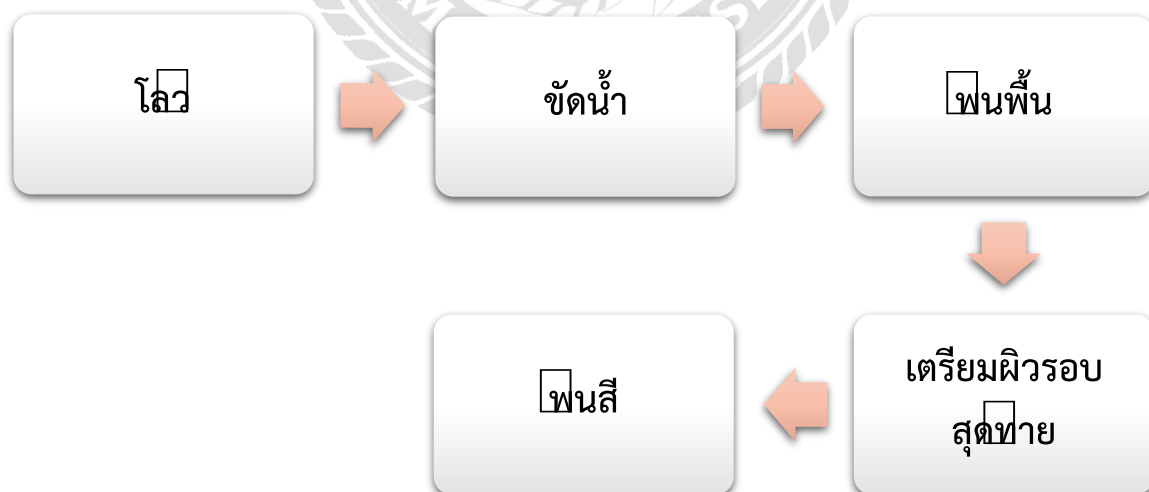 โลว
ขัดน้ำ
พนพื้น
เตรียมผิวรอบ
สุดทาย
พนสี